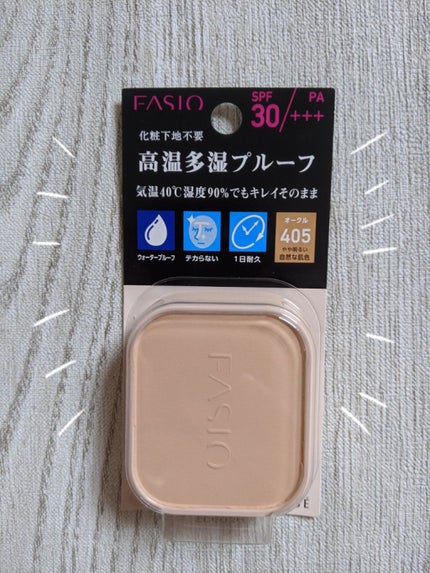 FASIO
SPF 30/ PA +++
化粧下地不要
高温多湿プルーフ
気温40℃湿度90%でもキレイそのまま
ウォータープルーフ
テカらない
1日耐久
オークル
405
やや明るい
自然な肌色
FASIO